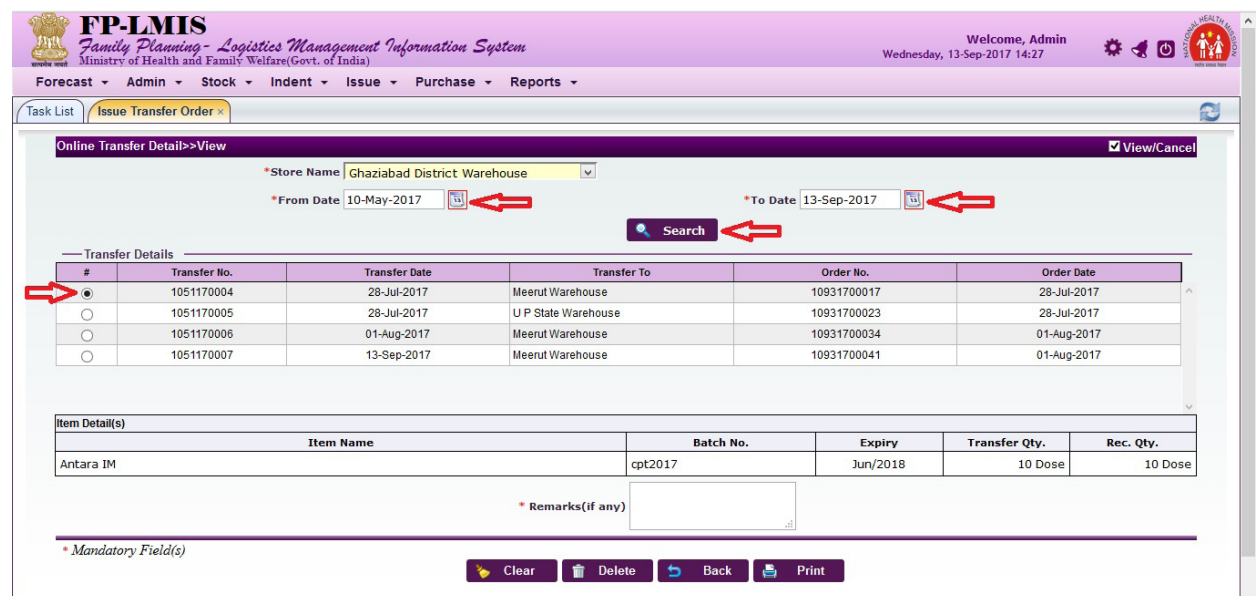 FP-LMIS
Family Planning - Logistics Management Information System
Ministry of Health and Family Welfare(Govt. of India)
Welcome, Admin
Wednesday, 13-Sep-2017 14:27
Forecast Admin Stock Indent Issue Purchase Reports
Task List Issue Transfer Order ×
Online Transfer Detail>>View View/Cancel
*Store Name Ghaziabad District Warehouse
*From Date 10-May-2017 *To Date 13-Sep-2017
Search
Transfer Details
# Transfer No. Transfer Date Transfer To Order No. Order Date
1051170004 28-Jul-2017 Meerut Warehouse 10931700017 28-Jul-2017
1051170005 28-Jul-2017 U P State Warehouse 10931700023 28-Jul-2017
1051170006 01-Aug-2017 Meerut Warehouse 10931700034 01-Aug-2017
1051170007 13-Sep-2017 Meerut Warehouse 10931700041 01-Aug-2017
Item Detail(s)
Item Name Batch No. Expiry Transfer Qty. Rec. Qty.
Antara IM cpt2017 Jun/2018 10 Dose 10 Dose
* Remarks(if any)
* Mandatory Field(s)
Clear Delete Back Print